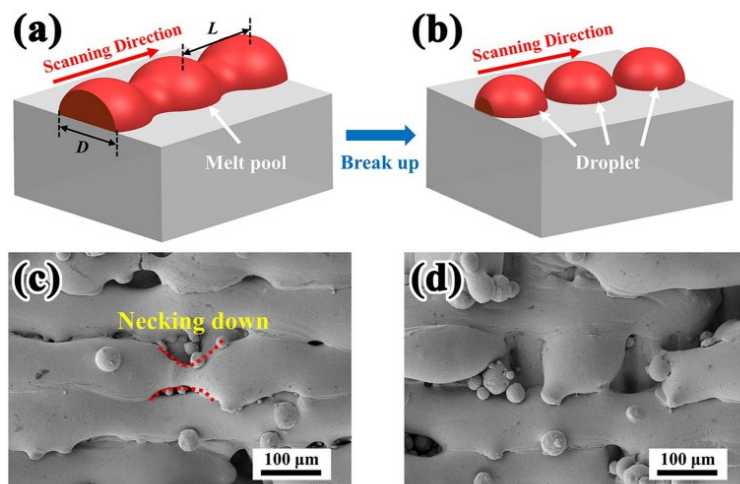 (a)
Scanning Direction
L
D
Melt pool
Break up
(b)
Scanning Direction
Droplet
(c)
Necking down
100 μm
(d)
100 μm